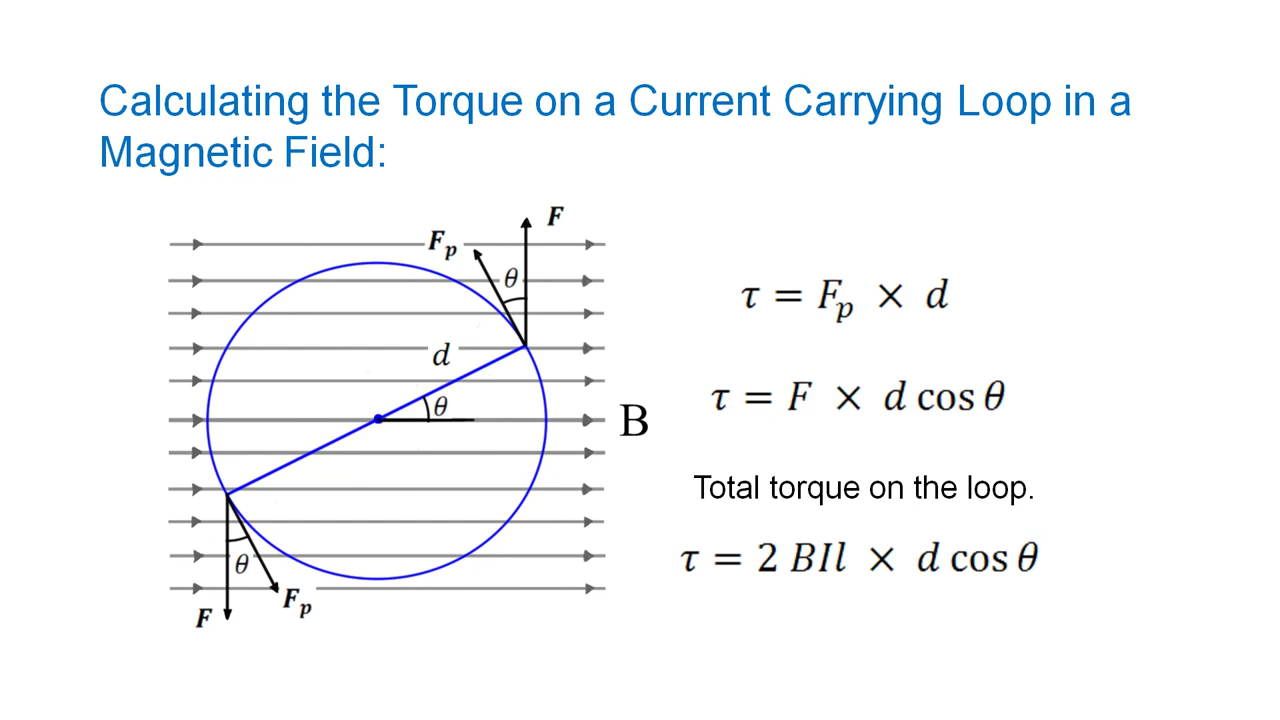 Calculating the Torque on a Current Carrying Loop in a
Magnetic Field:
F
F_p
θ
d
θ
B
θ
F_p
F
τ = F_p × d
τ = F × d cos θ
Total torque on the loop.
τ = 2 BIl × d cos θ